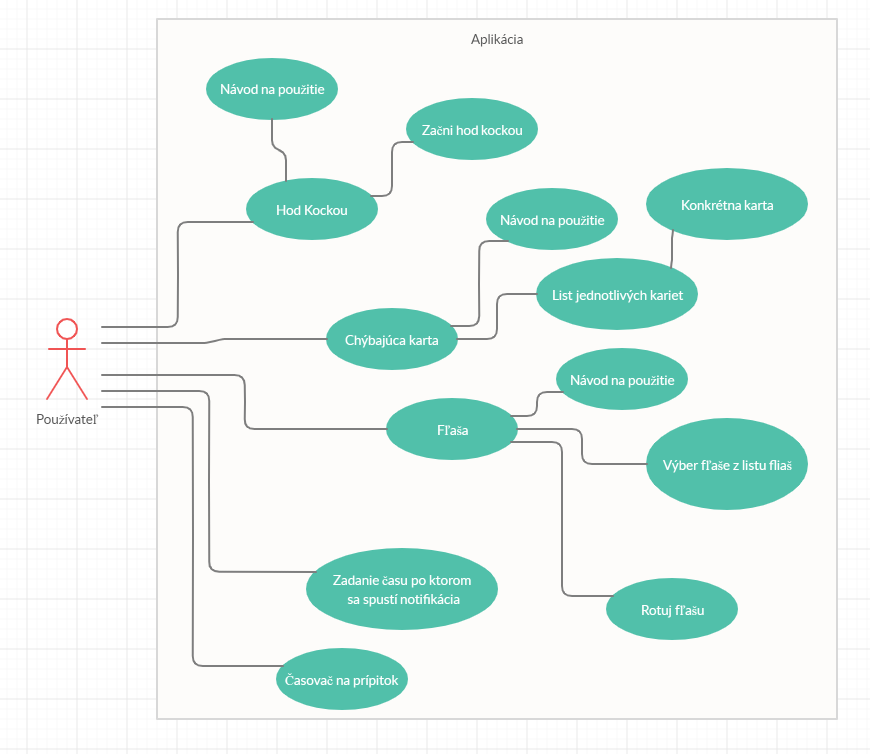 Aplikácia
Návod na použitie
Začni hod kockou
Hod Kockou
Návod na použitie
Konkrétna karta
List jednotlivých kariet
Chýbajúca karta
Návod na použitie
Používateľ
Fľaša
Výber fľaše z listu fliaš
Zadanie času po ktorom
sa spustí notifikácia
Rotuj fľašu
Časovač na prípitok